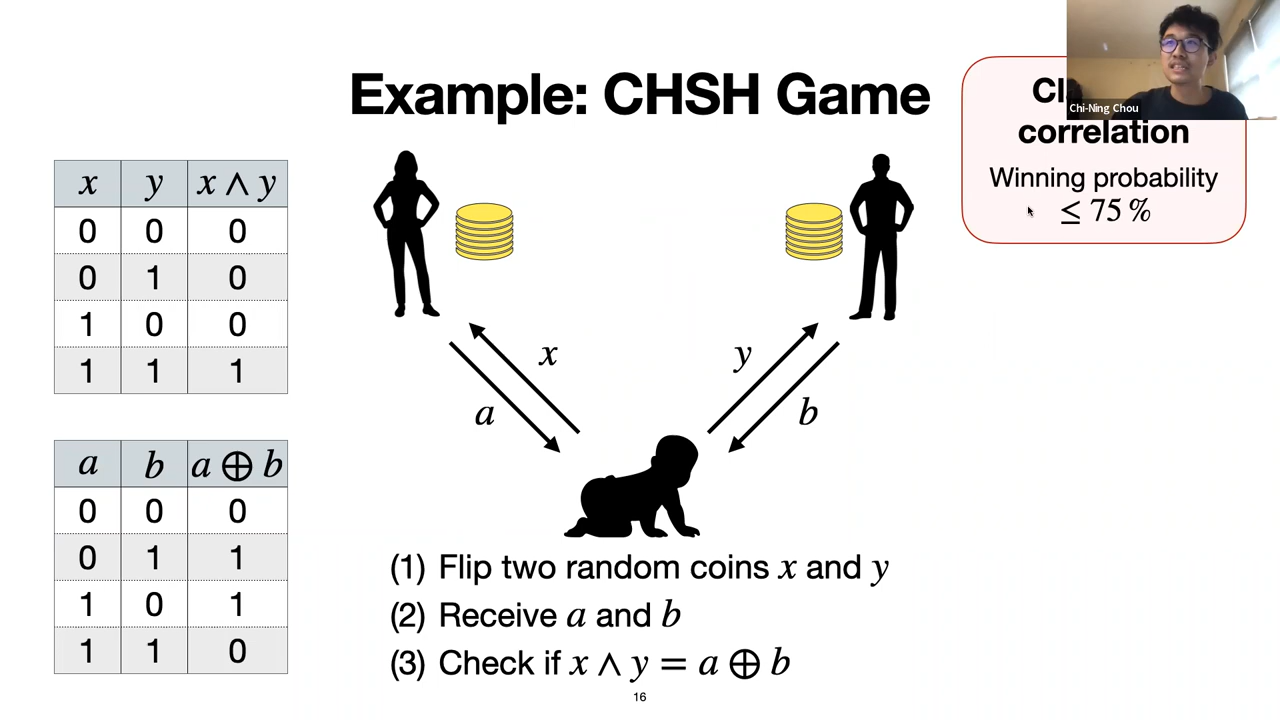 Example: CHSH Game
correlation
Winning probability
≤ 75 %
Chi-Ning Chou
x y x ∧ y
0 0 0
0 1 0
1 0 0
1 1 1
a b a ⊕ b
0 0 0
0 1 1
1 0 1
1 1 0
x
a
y
b
(1) Flip two random coins x and y
(2) Receive a and b
(3) Check if x ∧ y = a ⊕ b
16